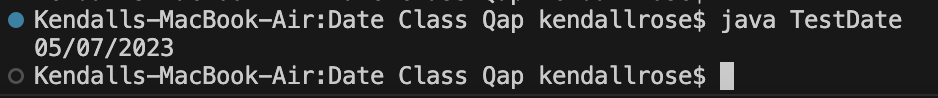 Kendalls-MacBook-Air:Date Class Qap kendallrose$ java TestDate
05/07/2023
Kendalls-MacBook-Air:Date Class Qap kendallrose$